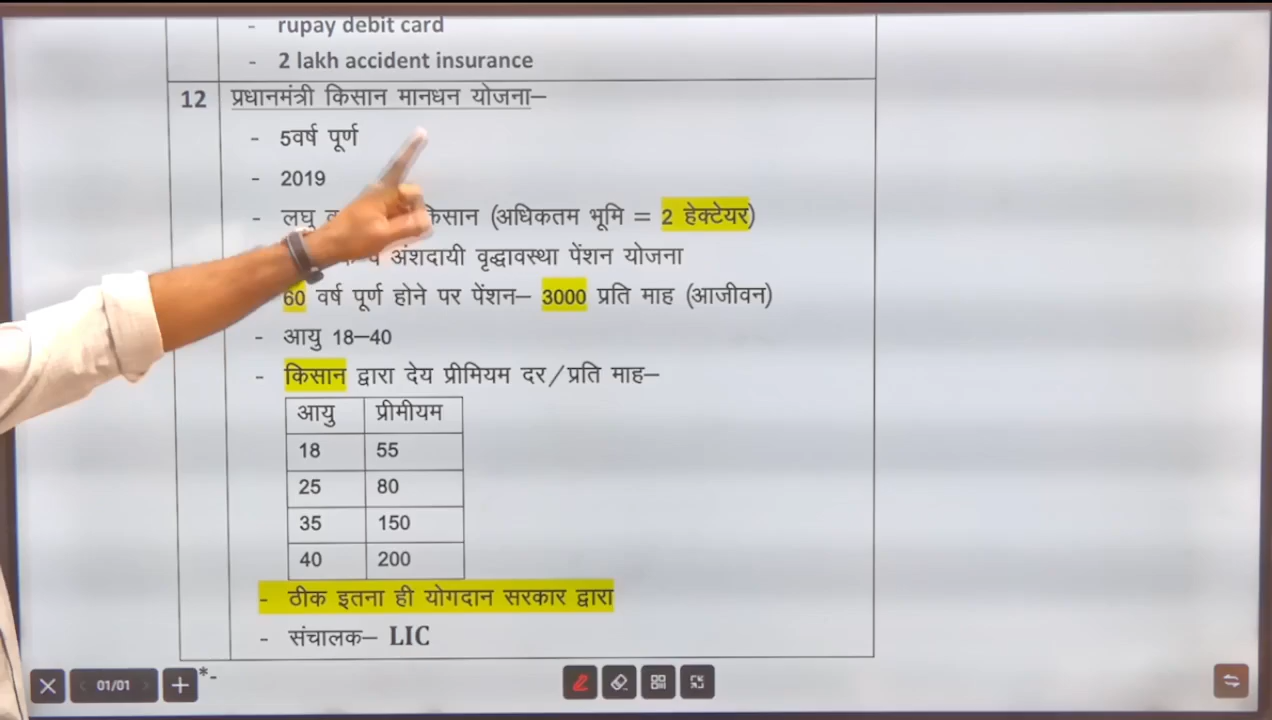 - rupay debit card
- 2 lakh accident insurance
12 प्रधानमंत्री किसान मानधन योजना–
- 5वर्ष पूर्ण
- 2019
- लघु किसान (अधिकतम भूमि = 2 हेक्टेयर)
अंशदायी वृद्धावस्था पेंशन योजना
60 वर्ष पूर्ण होने पर पेंशन– 3000 प्रति माह (आजीवन)
- आयु 18–40
- किसान द्वारा देय प्रीमियम दर/प्रति माह–
आयु प्रीमीयम
18 55
25 80
35 150
40 200
- ठीक इतना ही योगदान सरकार द्वारा
- संचालक– LIC
01/01 *-